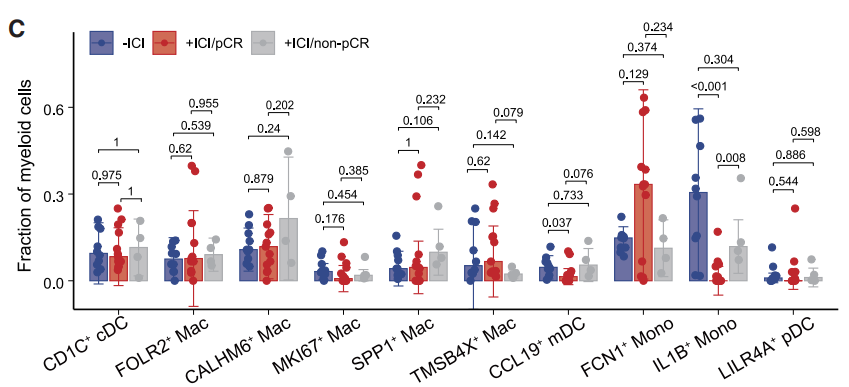 C
-ICI +ICI/pCR +ICI/non-pCR
Fraction of myeloid cells
0.6
0.3
0.0
1
0.975
1
0.955
0.539
0.62
0.202
0.24
0.879
0.385
0.454
0.176
0.232
0.106
1
0.079
0.142
0.62
0.076
0.733
0.037
0.234
0.374
0.129
0.304
<0.001
0.008
0.598
0.886
0.544
CD1C⁺ cDC
FOLR2⁺ Mac
CALHM6⁺ Mac
MKI67⁺ Mac
SPP1⁺ Mac
TMSB4X⁺ Mac
CCL19⁺ mDC
FCN1⁺ Mono
IL1B⁺ Mono
LILR4A⁺ pDC